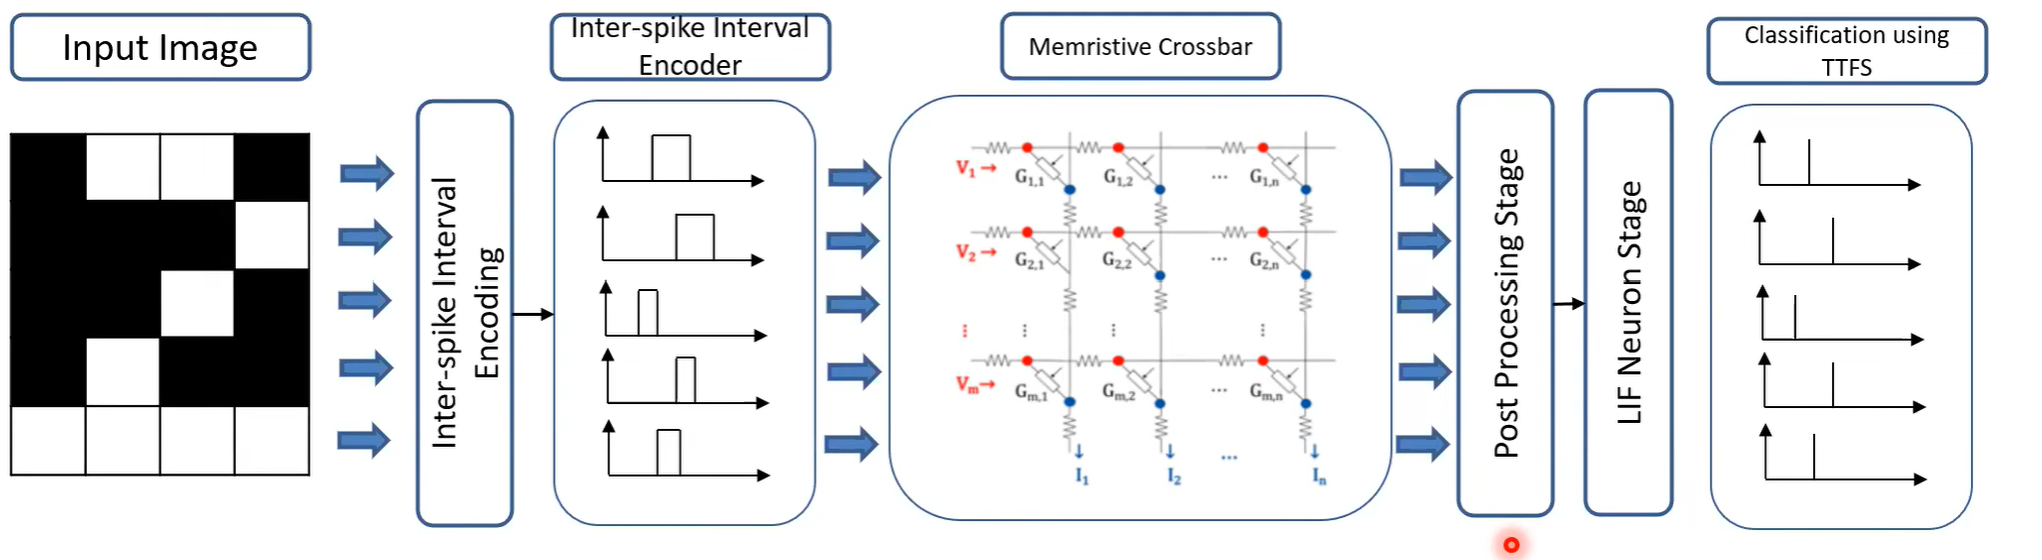 Input Image
Inter-spike Interval
Encoder
Memristive Crossbar
Classification using
TTFS
Inter-spike Interval
Encoding
V1 →
G1,1
G1,2
...
G1,n
V2 →
G2,1
G2,2
...
G2,n
⋮ ⋮ ⋮ ⋮
Vm→
Gm,1
Gm,2
...
Gm,n
I1
I2
...
In
Post Processing Stage
LIF Neuron Stage